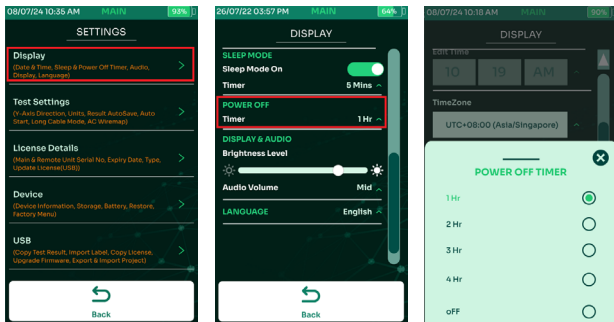 08/07/24 10:35 AM MAIN 93%
SETTINGS
Display
(Date & Time, Sleep & Power Off Timer, Audio,
Display, Language)
Test Settings
(Y-Axis Direction, Units, Result AutoSave, Auto
Start, Long Cable Mode, AC Wiremap)
License Details
(Main & Remote Unit Serial No, Expiry Date, Type,
Update License(USB))
Device
(Device Information, Storage, Battery, Restore,
Factory Menu)
USB
(Copy Test Result, Import Label, Copy License,
Upgrade Firmware, Export & Import Project)
Back
26/07/22 03:57 PM MAIN 64%
DISPLAY
SLEEP MODE
Sleep Mode On
Timer 5 Mins
POWER OFF
Timer 1 Hr
DISPLAY & AUDIO
Brightness Level
Audio Volume Mid
LANGUAGE English
Back
08/07/24 10:18 AM MAIN 90%
DISPLAY
Edit Time
10 19 AM
TimeZone
UTC+08:00 (Asia/Singapore)
POWER OFF TIMER
1 Hr
2 Hr
3 Hr
4 Hr
oFF